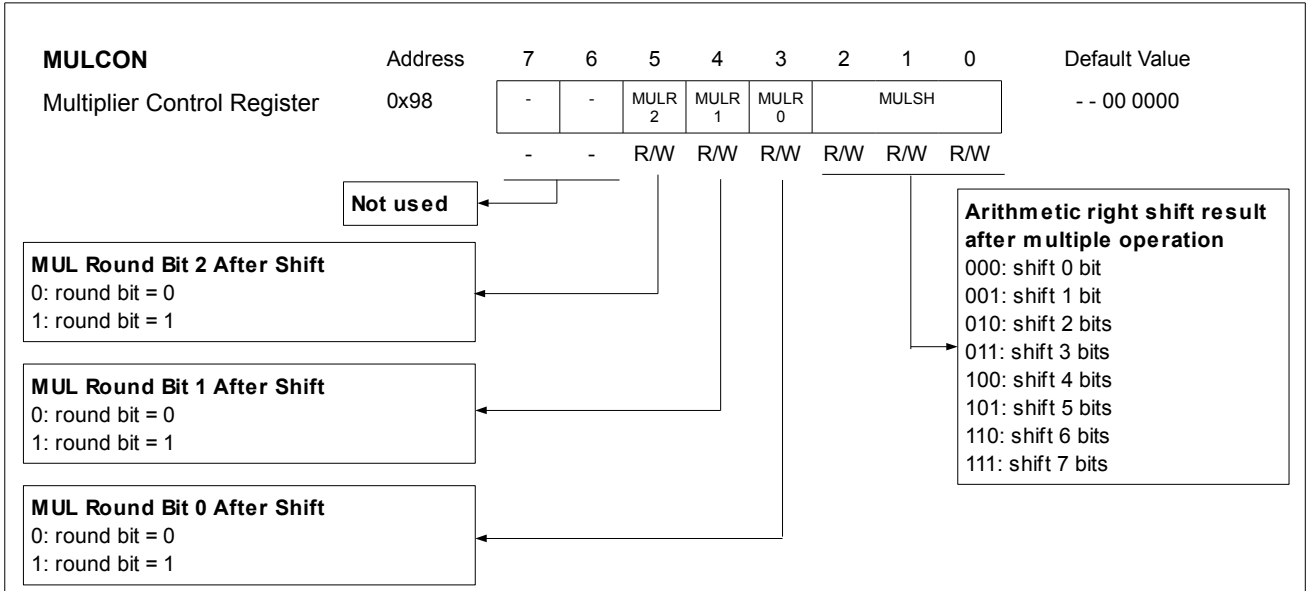 MULCON Address 7 6 5 4 3 2 1 0 Default Value
Multiplier Control Register 0x98 - - MULR 2 MULR 1 MULR 0 MULSH - - 00 0000
- - R/W R/W R/W R/W R/W R/W
Not used
Arithmetic right shift result
after multiple operation
000: shift 0 bit
001: shift 1 bit
010: shift 2 bits
011: shift 3 bits
100: shift 4 bits
101: shift 5 bits
110: shift 6 bits
111: shift 7 bits
MUL Round Bit 2 After Shift
0: round bit = 0
1: round bit = 1
MUL Round Bit 1 After Shift
0: round bit = 0
1: round bit = 1
MUL Round Bit 0 After Shift
0: round bit = 0
1: round bit = 1